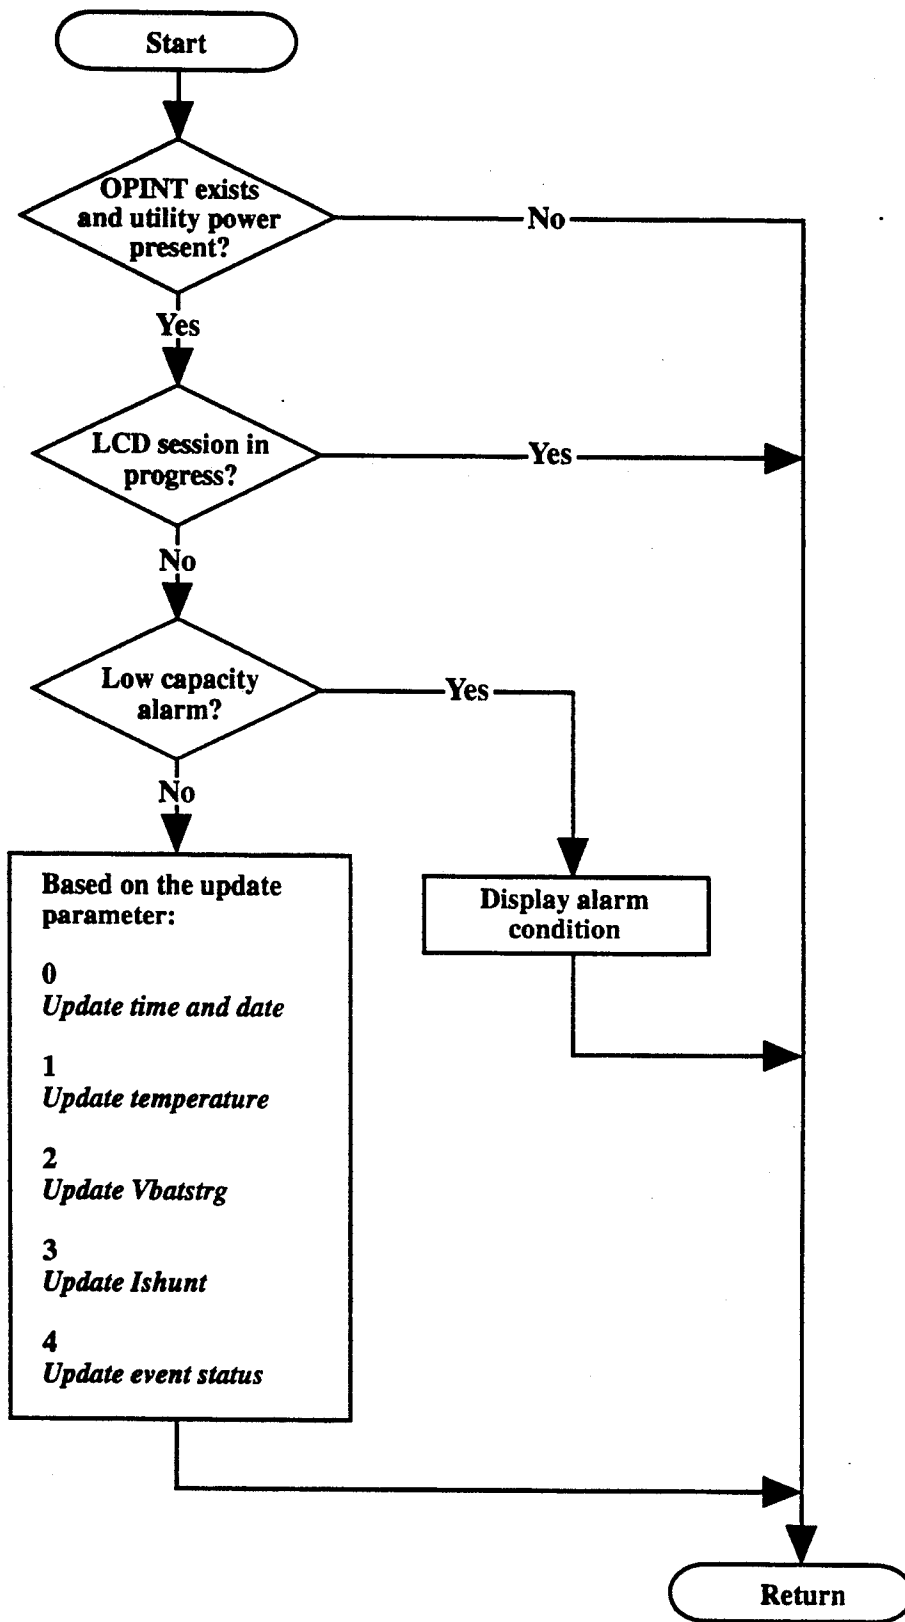 Start
OPINT exists
and utility power
present?
No
Yes
LCD session in
progress?
Yes
No
Low capacity
alarm?
Yes
No
Based on the update
parameter:
0
Update time and date
1
Update temperature
2
Update Vbatstrg
3
Update Ishunt
4
Update event status
Display alarm
condition
Return